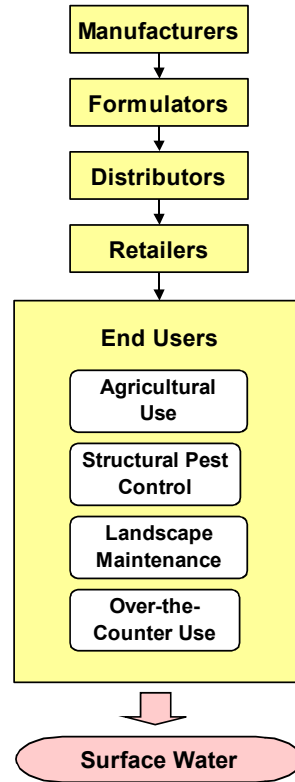 Manufacturers
Formulators
Distributors
Retailers
End Users
Agricultural
Use
Structural Pest
Control
Landscape
Maintenance
Over-the-
Counter Use
Surface Water